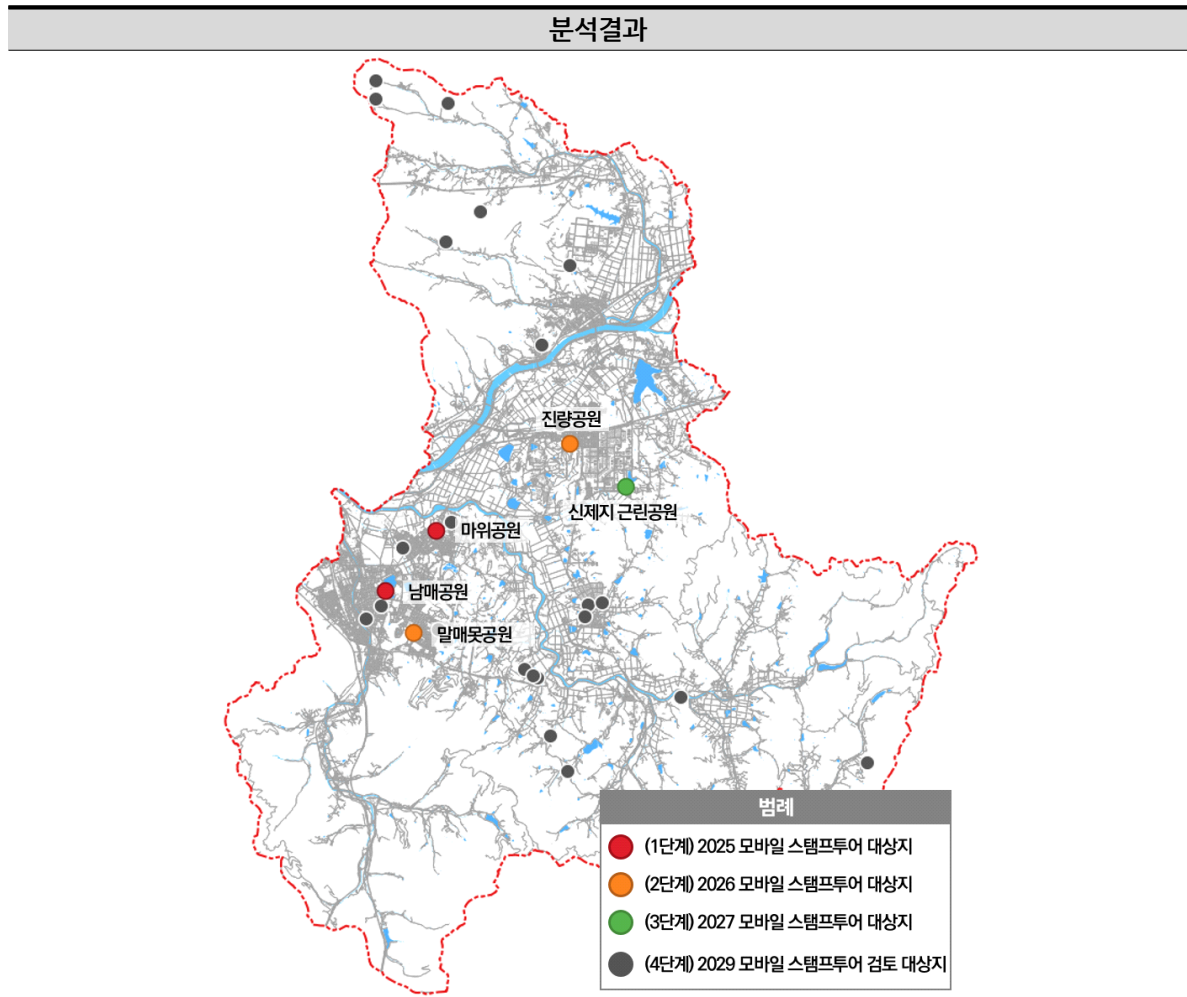 분석결과
진량공원
신제지 근린공원
마위공원
남매공원
말매못공원
범례
(1단계) 2025 모바일 스탬프투어 대상지
(2단계) 2026 모바일 스탬프투어 대상지
(3단계) 2027 모바일 스탬프투어 대상지
(4단계) 2029 모바일 스탬프투어 검토 대상지